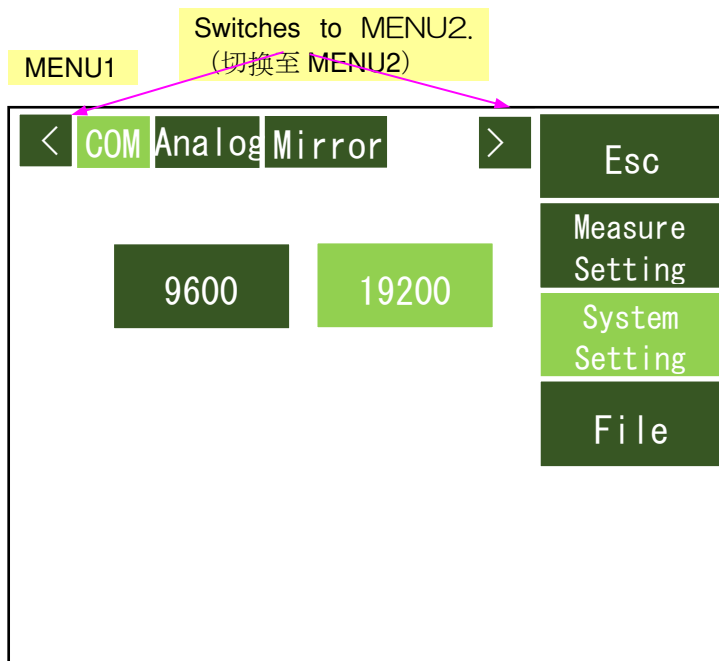 Switches to MENU2.
（切换至 MENU2）
MENU1
< COM Analog Mirror >
Esc
Measure
Setting
9600 19200
System
Setting
File